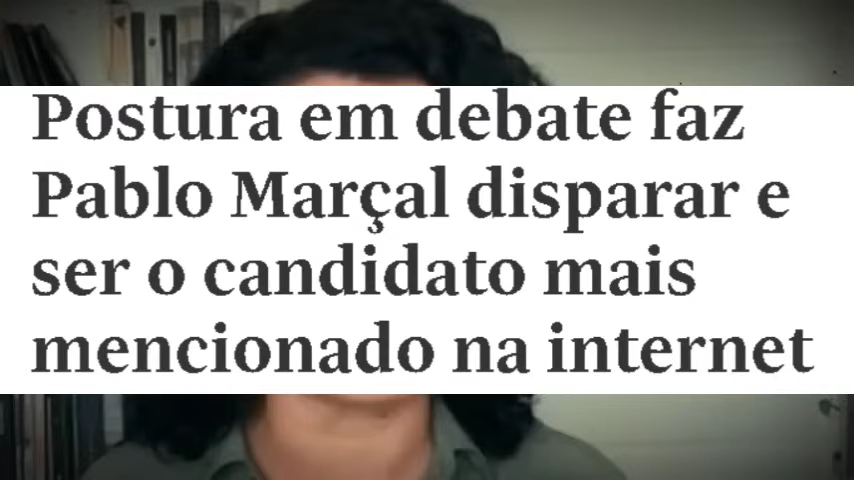 Postura em debate faz
Pablo Marçal disparar e
ser o candidato mais
mencionado na internet